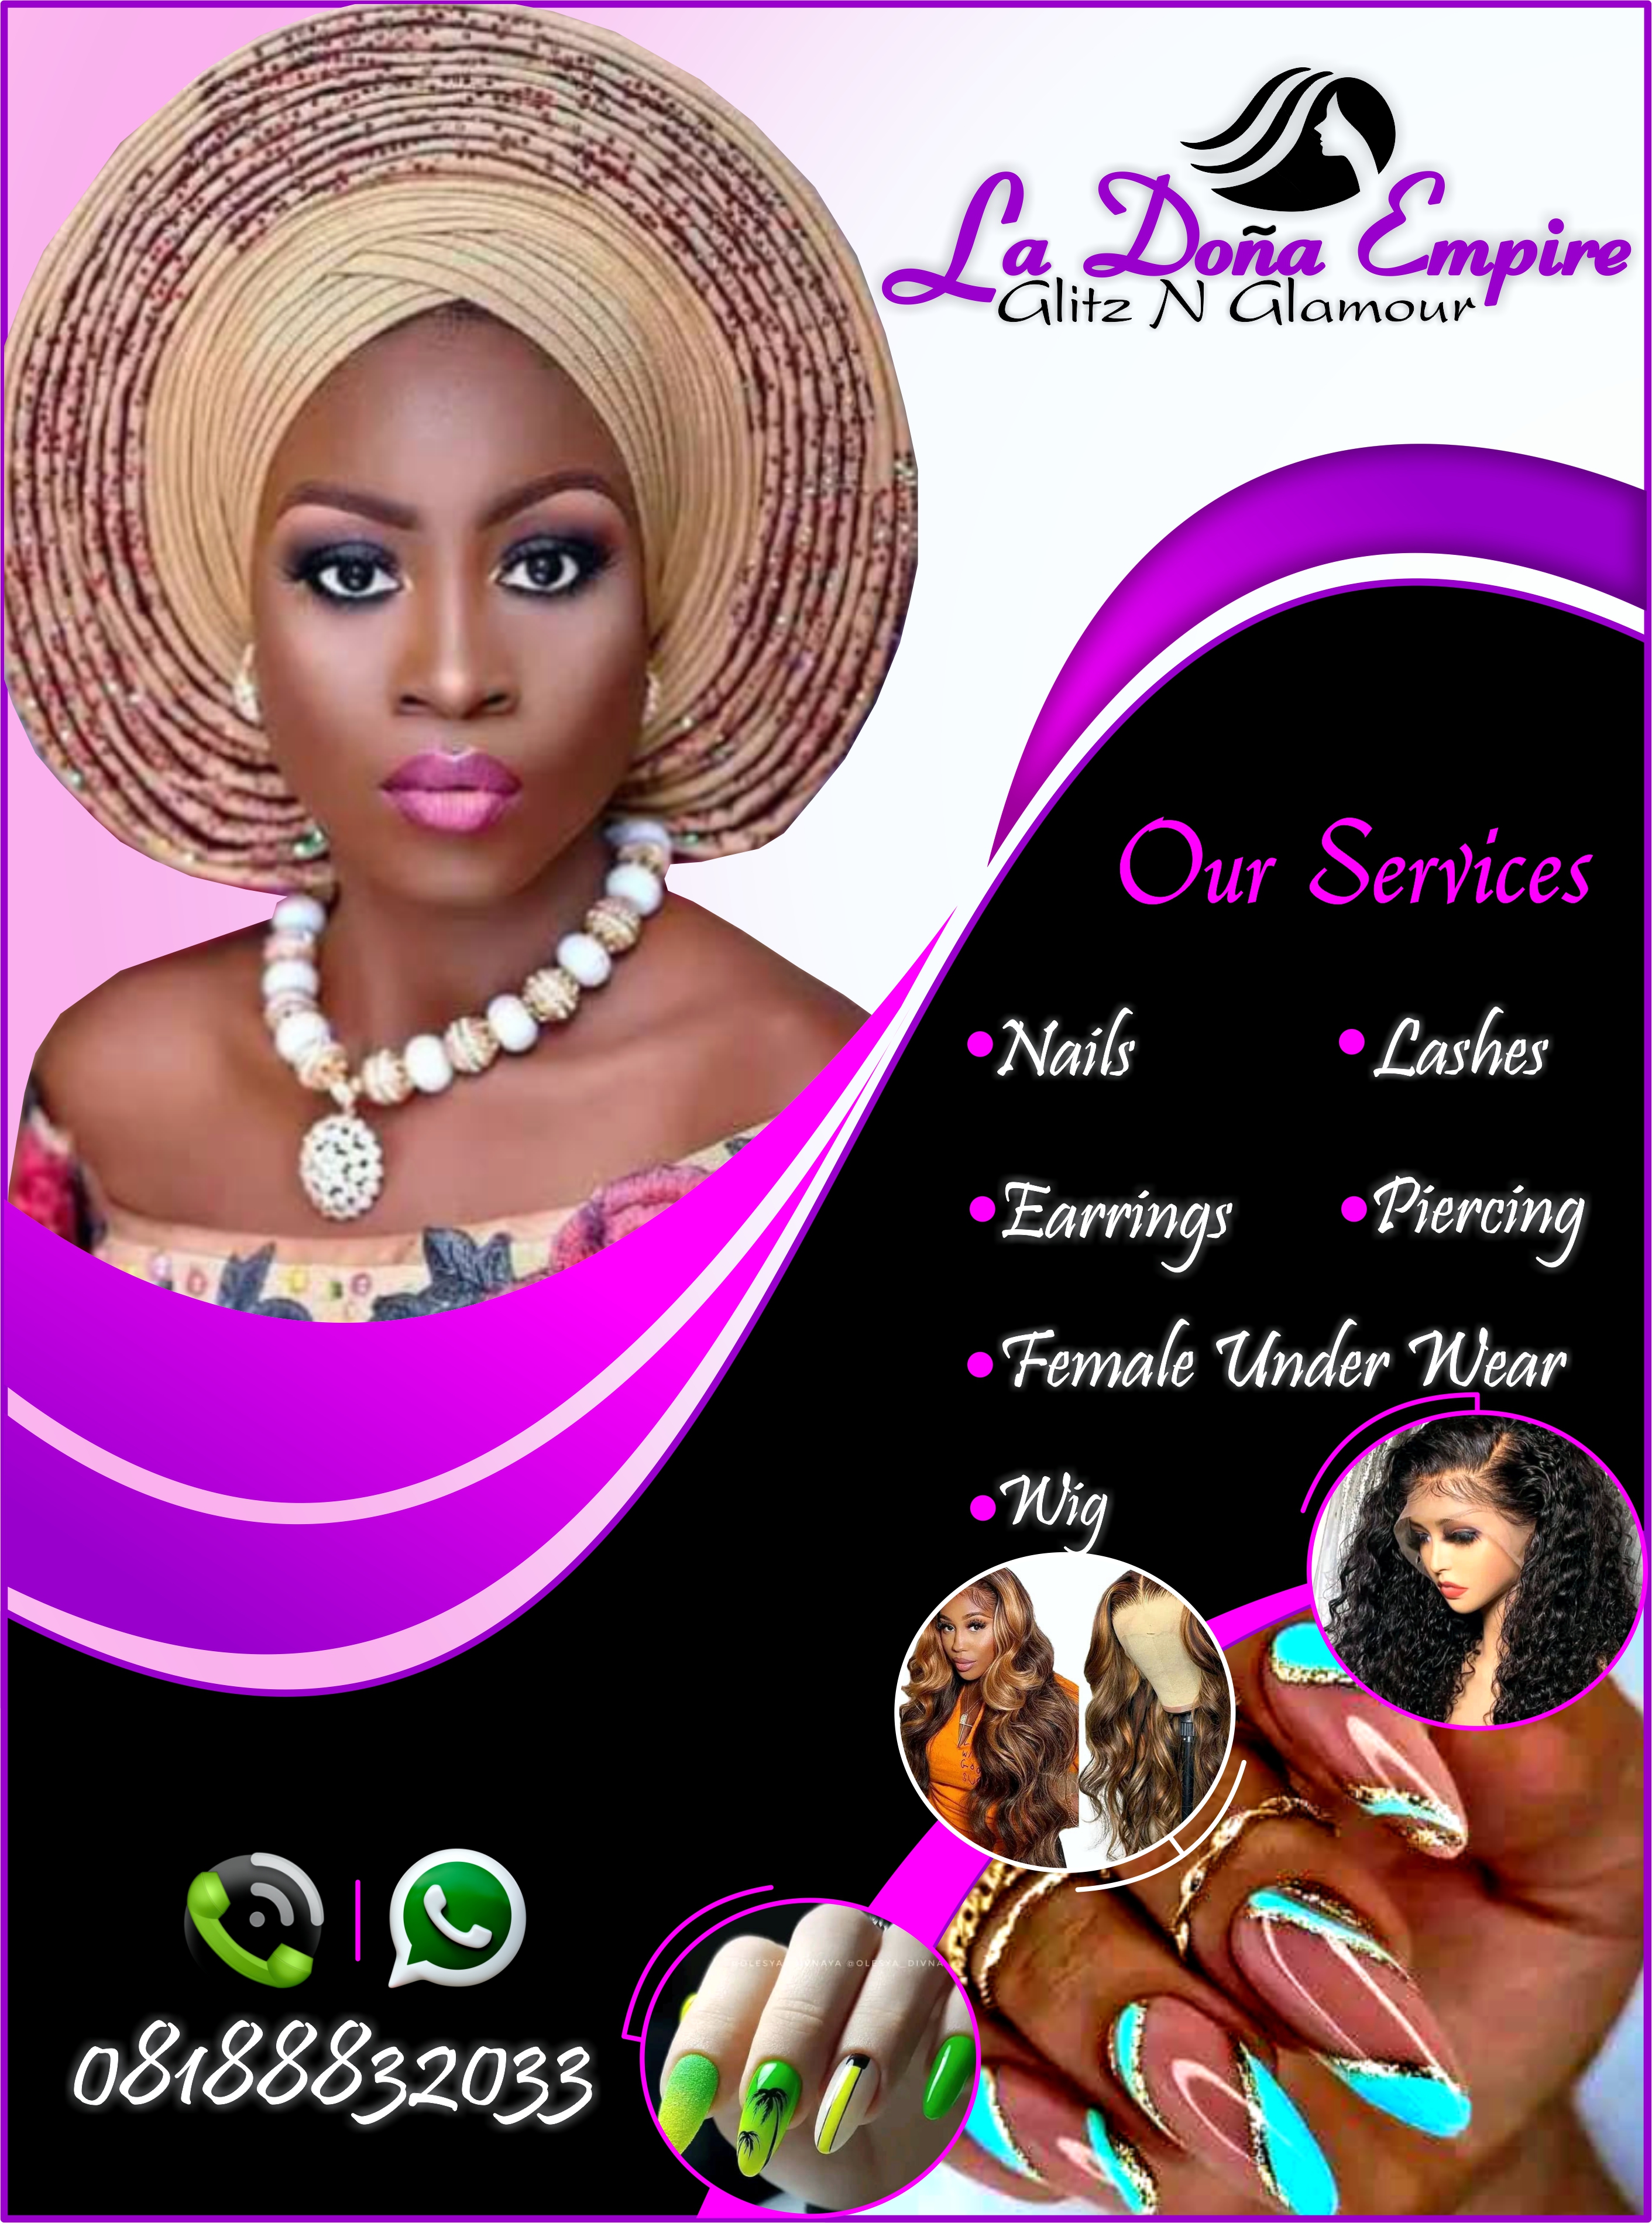 La Doña Empire
Glitz N Glamour
Our Services
Nails
Lashes
Earrings
Piercing
Female Under Wear
Wig
08188832033